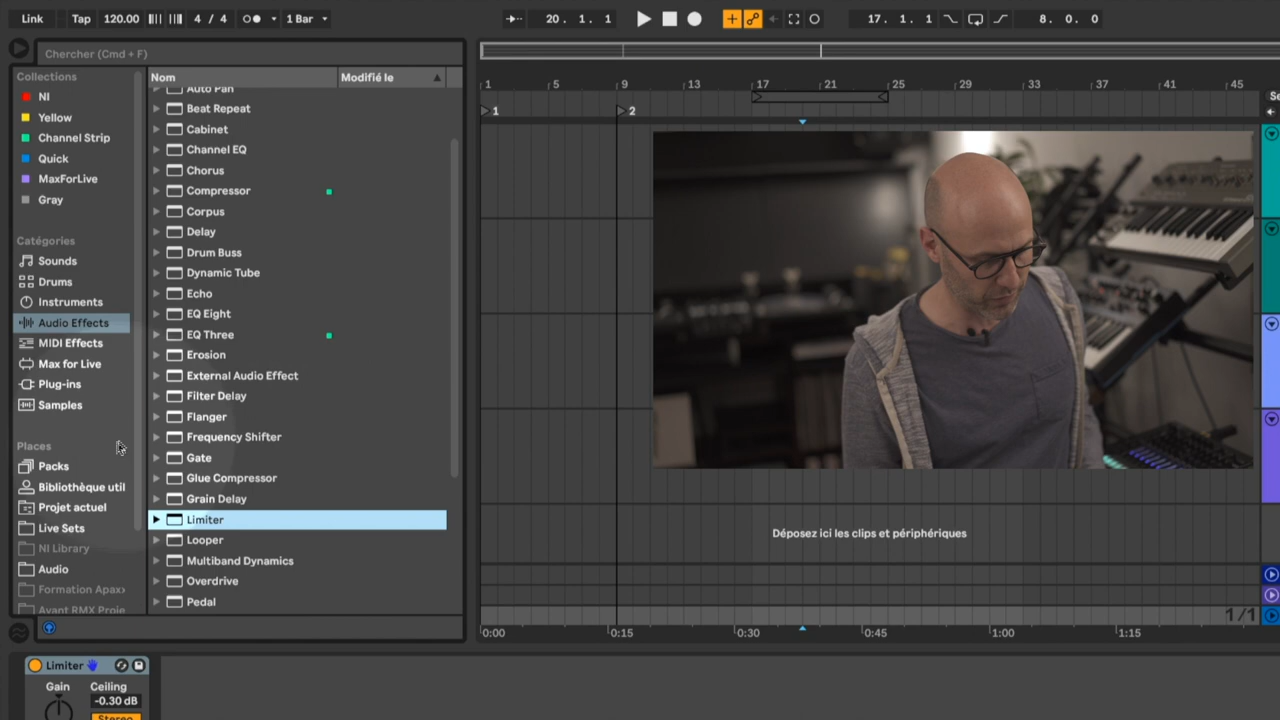 Link Tap 120.00 4 / 4 1 Bar 20. 1. 1 17. 1. 1 8. 0. 0
Chercher (Cmd + F)
Collections
NI
Yellow
Channel Strip
Quick
MaxForLive
Gray
Catégories
Sounds
Drums
Instruments
Audio Effects
MIDI Effects
Max for Live
Plug-ins
Samples
Places
Packs
Bibliothèque util
Projet actuel
Live Sets
NI Library
Audio
Formation Apax
Avant RMX Proje
Nom Modifié le
Auto Pan
Beat Repeat
Cabinet
Channel EQ
Chorus
Compressor
Corpus
Delay
Drum Buss
Dynamic Tube
Echo
EQ Eight
EQ Three
Erosion
External Audio Effect
Filter Delay
Flanger
Frequency Shifter
Gate
Glue Compressor
Grain Delay
Limiter
Looper
Multiband Dynamics
Overdrive
Pedal
1 5 9 13 17 21 25 29 33 37 41 45
Se
1 2
Déposez ici les clips et périphériques
1/1
0:00 0:15 0:30 0:45 1:00 1:15
Limiter
Gain Ceiling
-0.30 dB
Stereo